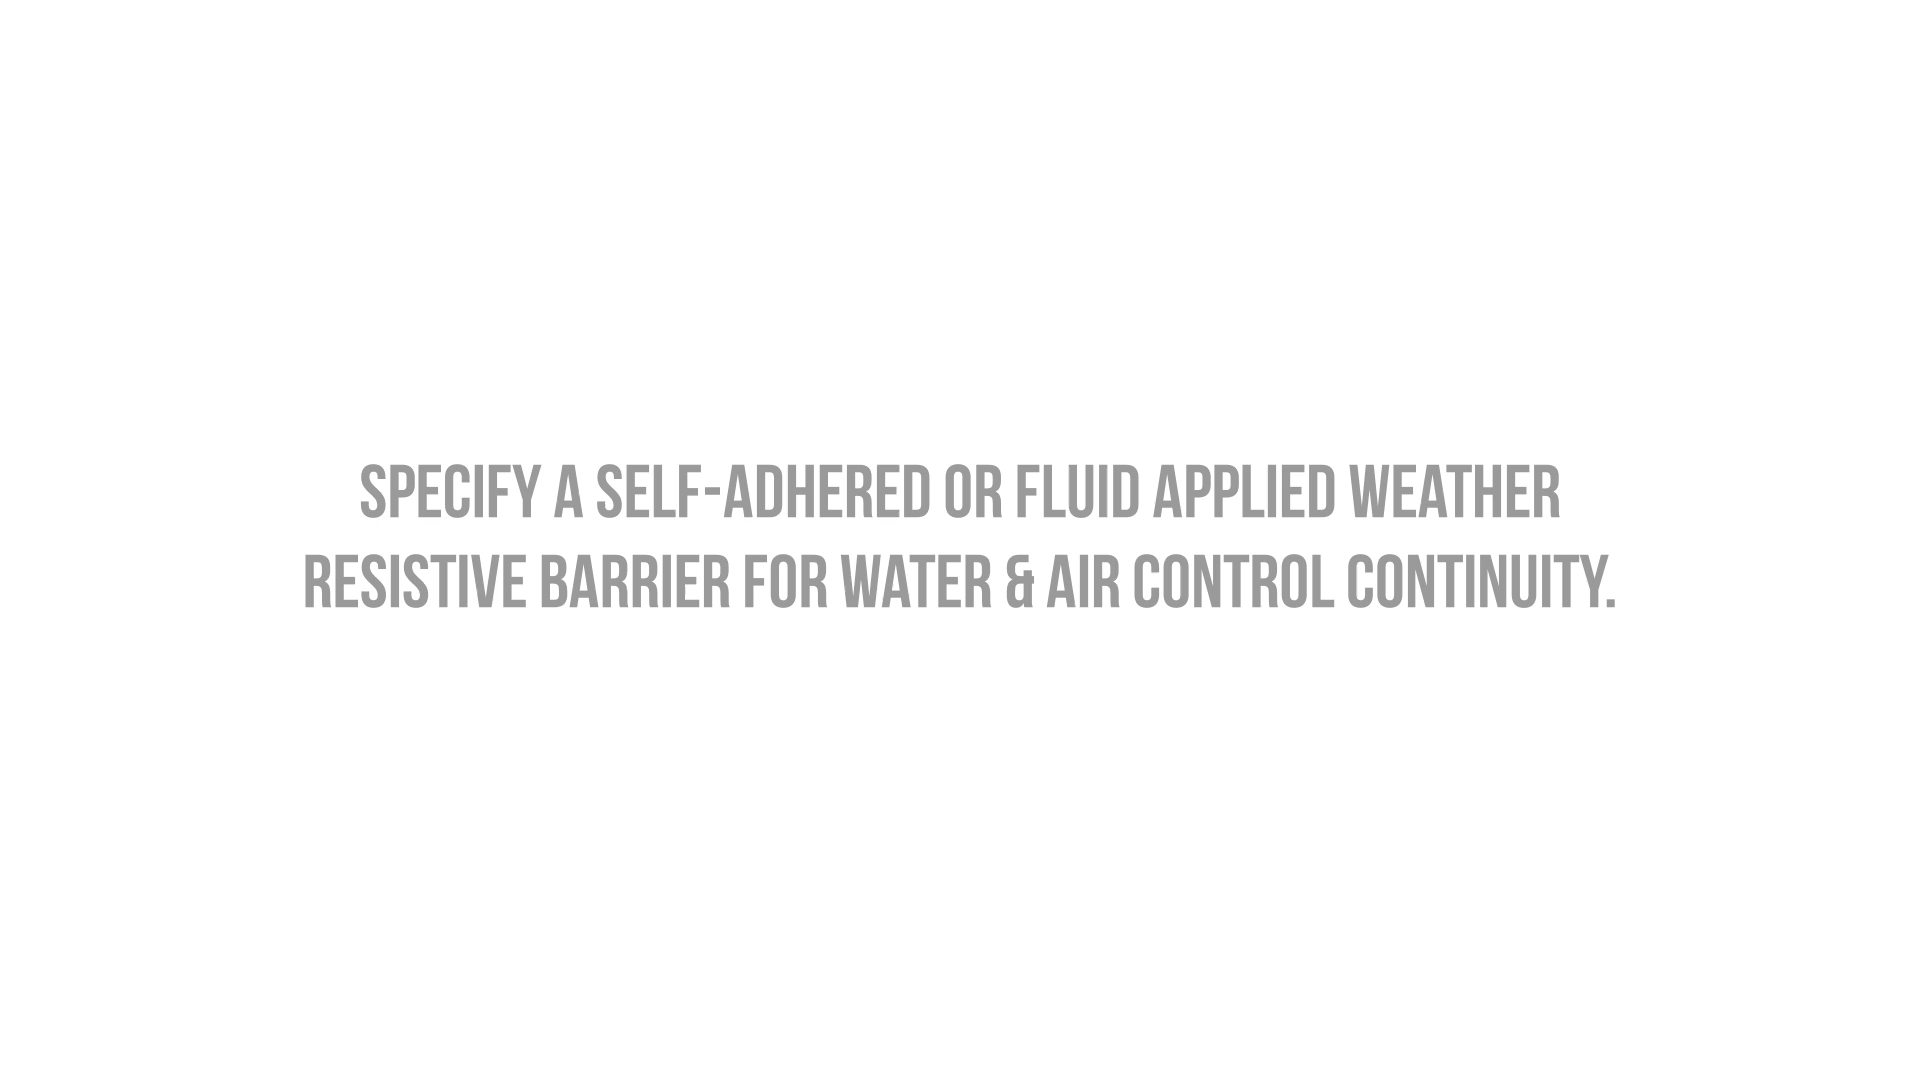 SPECIFY A SELF-ADHERED OR FLUID APPLIED WEATHER
RESISTIVE BARRIER FOR WATER & AIR CONTROL CONTINUITY.